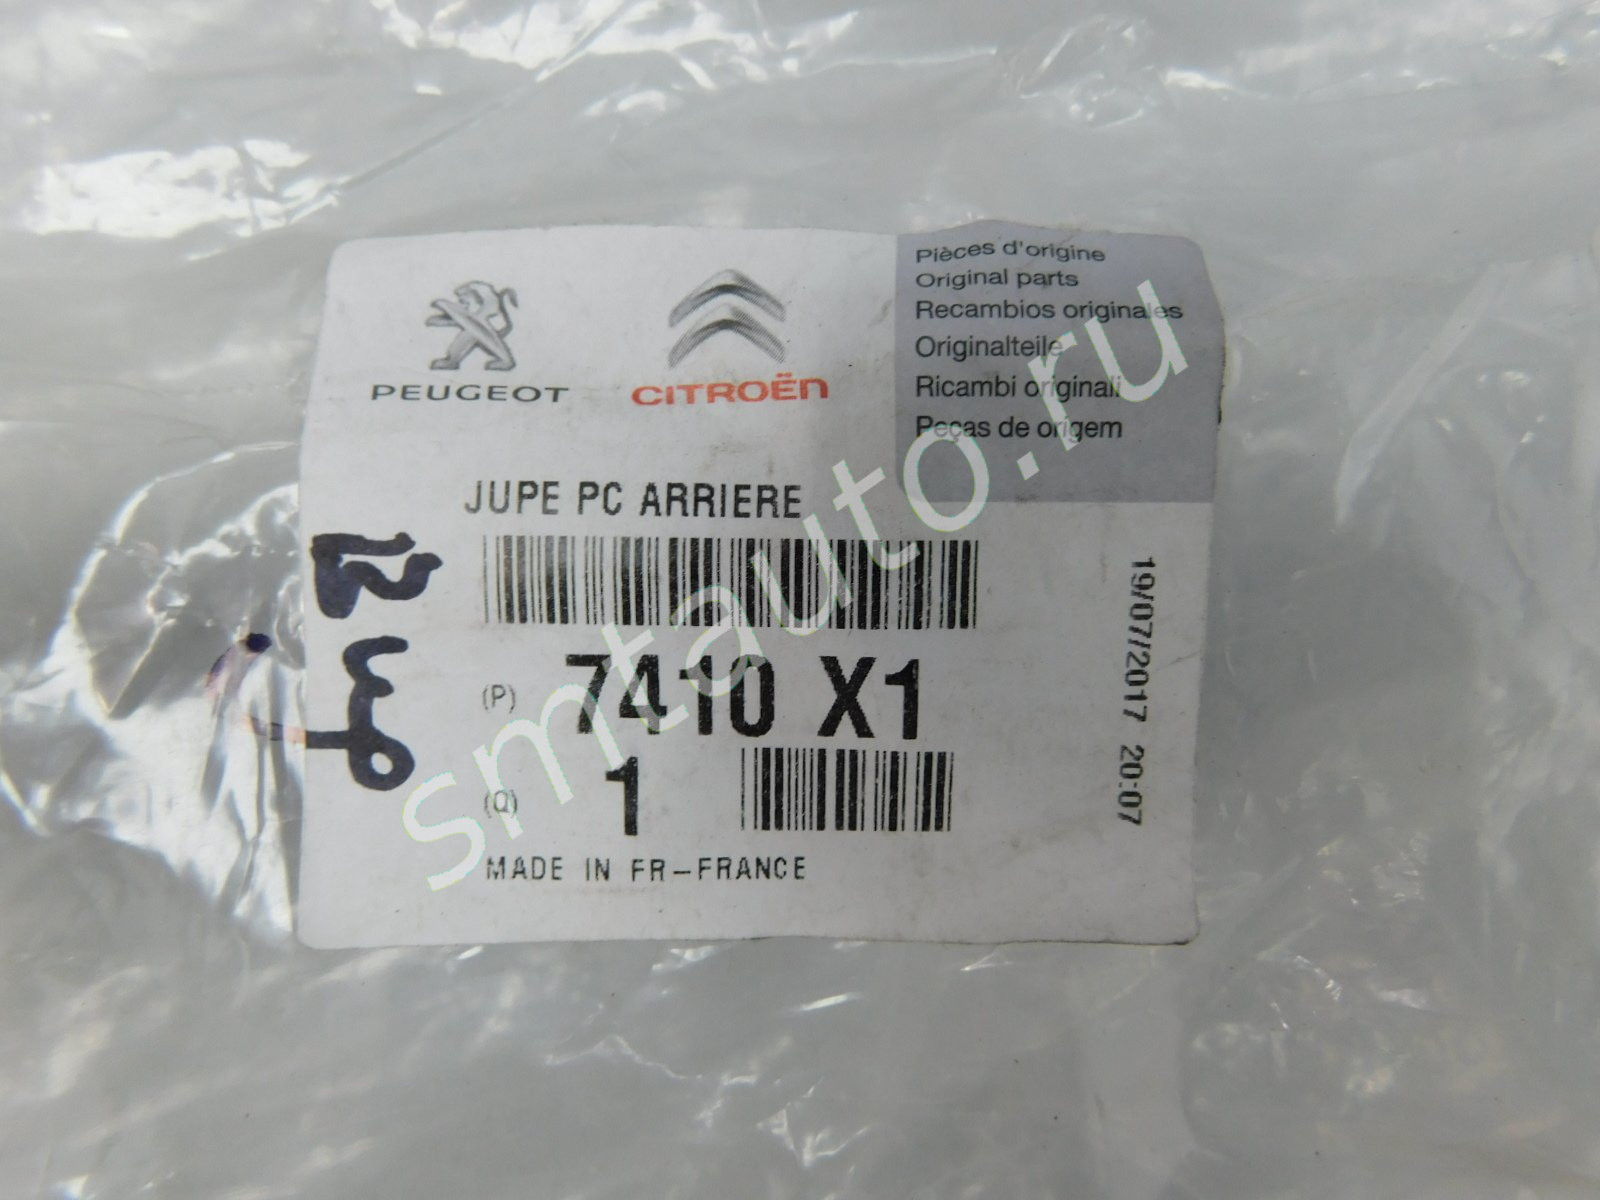 PEUGEOT
CITROËN
Pièces d'origine
Original parts
Recambios originales
Originalteile
Ricambi originali
Peças de origem
JUPE PC ARRIERE
(P) 7410 X1
(Q) 1
MADE IN FR-FRANCE
19/07/2017 20:07
smtauto.ru